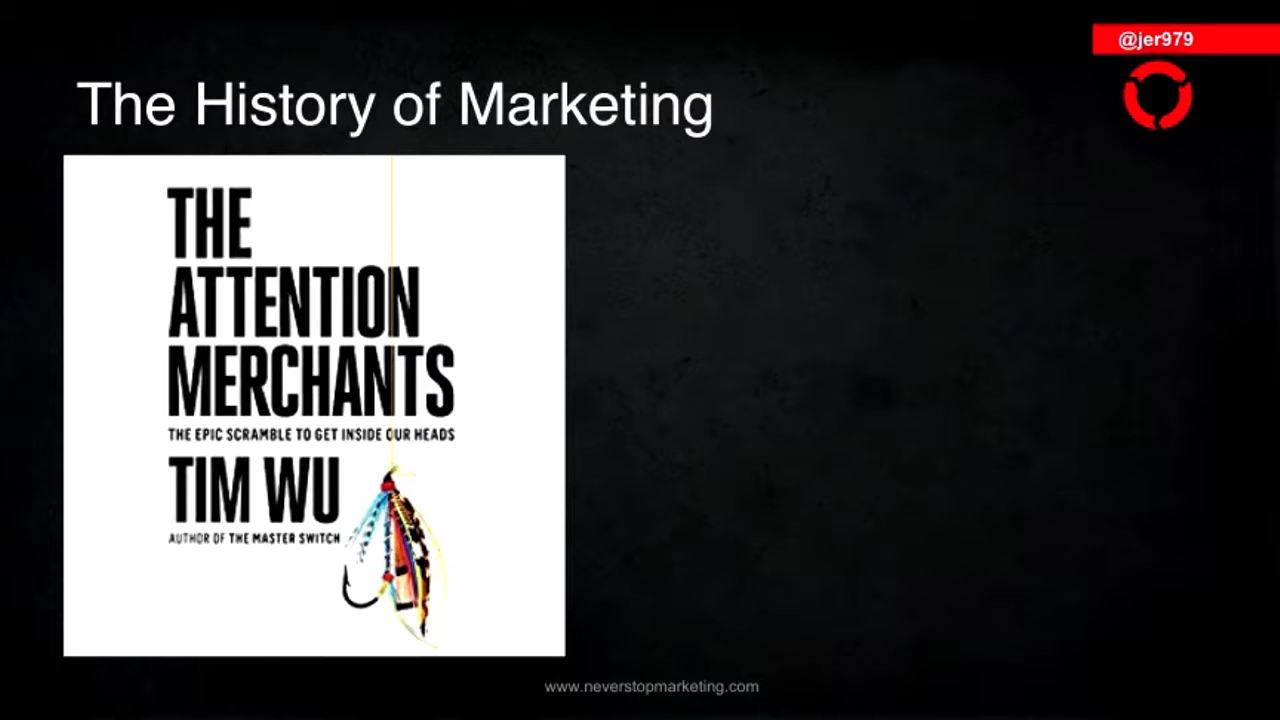 @jer979
The History of Marketing
THE
ATTENTION
MERCHANTS
THE EPIC SCRAMBLE TO GET INSIDE OUR HEADS
TIM WU
AUTHOR OF THE MASTER SWITCH
www.neverstopmarketing.com